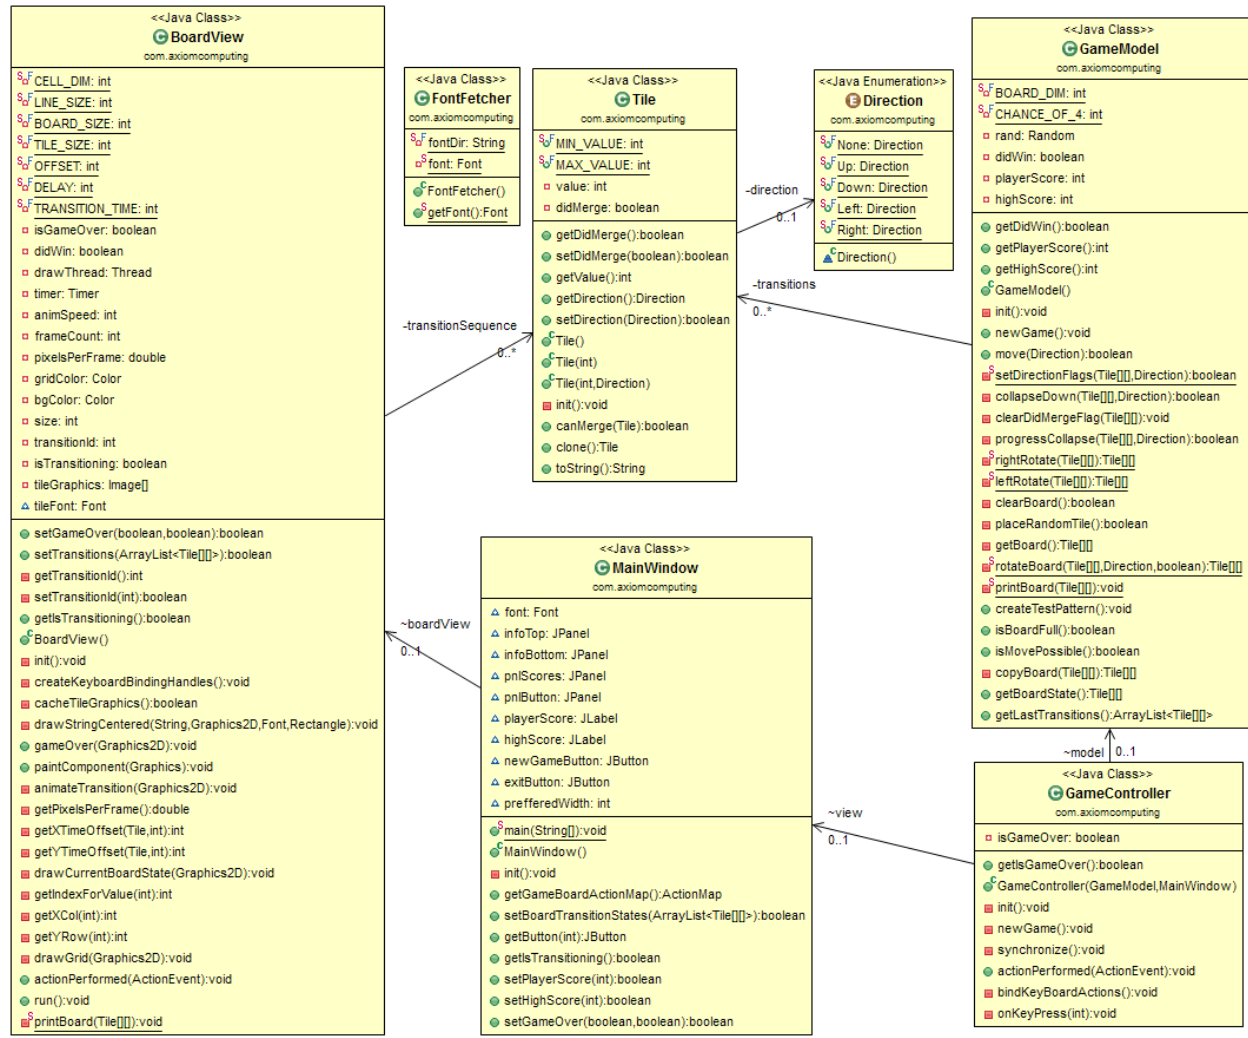 <<Java Class>>
BoardView
com.axiomcomputing
CELL_DIM: int
LINE_SIZE: int
BOARD_SIZE: int
TILE_SIZE: int
OFFSET: int
DELAY: int
TRANSITION_TIME: int
isGameOver: boolean
didWin: boolean
drawThread: Thread
timer: Timer
animSpeed: int
frameCount: int
pixelsPerFrame: double
gridColor: Color
bgColor: Color
size: int
transitionId: int
isTransitioning: boolean
tileGraphics: Image[]
tileFont: Font
setGameOver(boolean,boolean):boolean
setTransitions(ArrayList<Tile[][]>):boolean
getTransitionId():int
setTransitionId(int):boolean
getIsTransitioning():boolean
BoardView()
init():void
createKeyboardBindingHandles():void
cacheTileGraphics():boolean
drawStringCentered(String,Graphics2D,Font,Rectangle):void
gameOver(Graphics2D):void
paintComponent(Graphics):void
animateTransition(Graphics2D):void
getPixelsPerFrame():double
getXTimeOffset(Tile,int):int
getYTimeOffset(Tile,int):int
drawCurrentBoardState(Graphics2D):void
getIndexForValue(int):int
getXCol(int):int
getYRow(int):int
drawGrid(Graphics2D):void
actionPerformed(ActionEvent):void
run():void
printBoard(Tile[][]):void
<<Java Class>>
FontFetcher
com.axiomcomputing
fontDir: String
font: Font
FontFetcher()
getFont():Font
<<Java Class>>
Tile
com.axiomcomputing
MIN_VALUE: int
MAX_VALUE: int
value: int
didMerge: boolean
getDidMerge():boolean
setDidMerge(boolean):boolean
getValue():int
getDirection():Direction
setDirection(Direction):boolean
Tile()
Tile(int)
Tile(int,Direction)
init():void
canMerge(Tile):boolean
clone():Tile
toString():String
-direction
0..1
<<Java Enumeration>>
Direction
com.axiomcomputing
None: Direction
Up: Direction
Down: Direction
Left: Direction
Right: Direction
Direction()
-transitions
0..*
-transitionSequence
0..*
<<Java Class>>
GameModel
com.axiomcomputing
BOARD_DIM: int
CHANCE_OF_4: int
rand: Random
didWin: boolean
playerScore: int
highScore: int
getDidWin():boolean
getPlayerScore():int
getHighScore():int
GameModel()
init():void
newGame():void
move(Direction):boolean
setDirectionFlags(Tile[][],Direction):boolean
collapseDown(Tile[][],Direction):boolean
clearDidMergeFlag(Tile[][]):void
progressCollapse(Tile[][],Direction):boolean
rightRotate(Tile[][]):Tile[][]
leftRotate(Tile[][]):Tile[][]
clearBoard():boolean
placeRandomTile():boolean
getBoard():Tile[][]
rotateBoard(Tile[][],Direction,boolean):Tile[][]
printBoard(Tile[][]):void
createTestPattern():void
isBoardFull():boolean
isMovePossible():boolean
copyBoard(Tile[][]):Tile[][]
getBoardState():Tile[][]
getLastTransitions():ArrayList<Tile[][]>
~boardView
0..1
<<Java Class>>
MainWindow
com.axiomcomputing
font: Font
infoTop: JPanel
infoBottom: JPanel
pnlScores: JPanel
pnlButton: JPanel
playerScore: JLabel
highScore: JLabel
newGameButton: JButton
exitButton: JButton
prefferedWidth: int
main(String[]):void
MainWindow()
init():void
getGameBoardActionMap():ActionMap
setBoardTransitionStates(ArrayList<Tile[][]>):boolean
getButton(int):JButton
getIsTransitioning():boolean
setPlayerScore(int):boolean
setHighScore(int):boolean
setGameOver(boolean,boolean):boolean
~view
0..1
~model
0..1
<<Java Class>>
GameController
com.axiomcomputing
isGameOver: boolean
getIsGameOver():boolean
GameController(GameModel,MainWindow)
init():void
newGame():void
synchronize():void
actionPerformed(ActionEvent):void
bindKeyBoardActions():void
onKeyPress(int):void